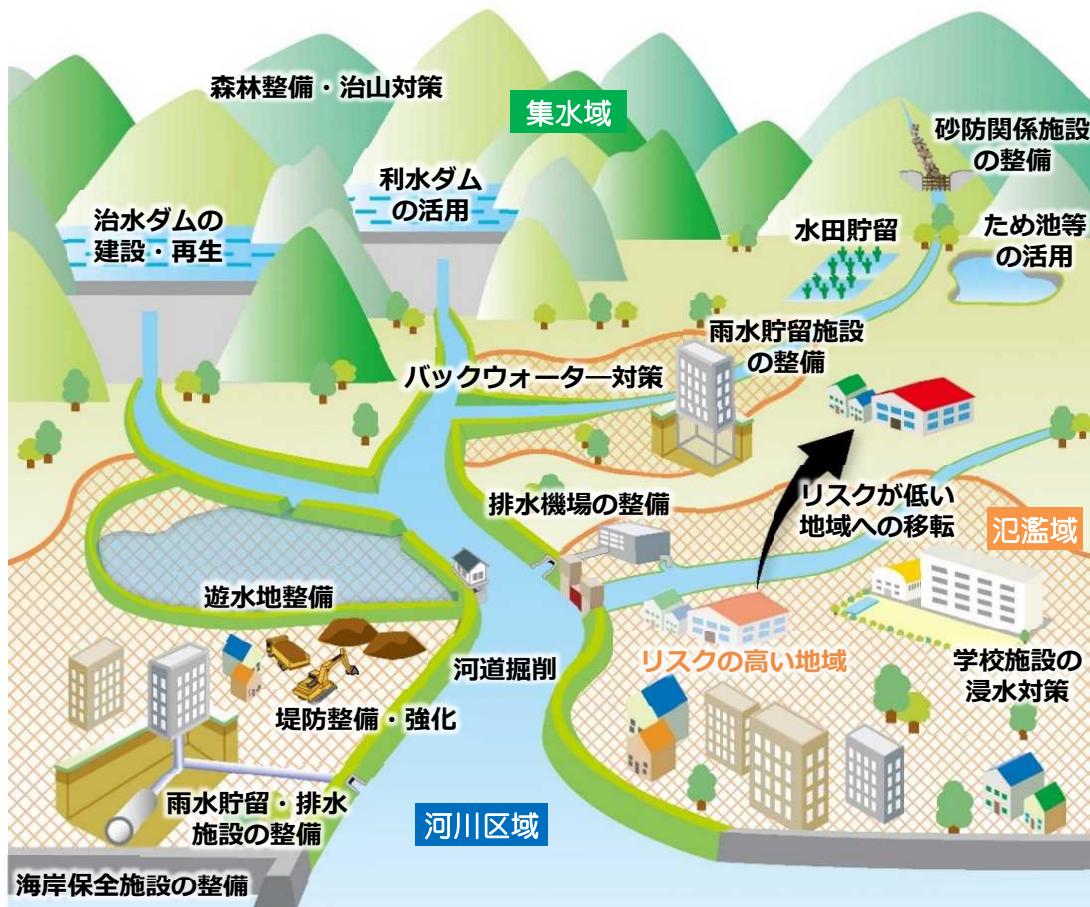 森林整備・治山対策
集水域
砂防関係施設
の整備
利水ダム
の活用
治水ダムの
建設・再生
水田貯留
ため池等
の活用
雨水貯留施設
の整備
バックウォーター対策
排水機場の整備
リスクが低い
地域への移転
氾濫域
遊水地整備
リスクの高い地域
学校施設の
浸水対策
河道掘削
堤防整備・強化
雨水貯留・排水
施設の整備
河川区域
海岸保全施設の整備